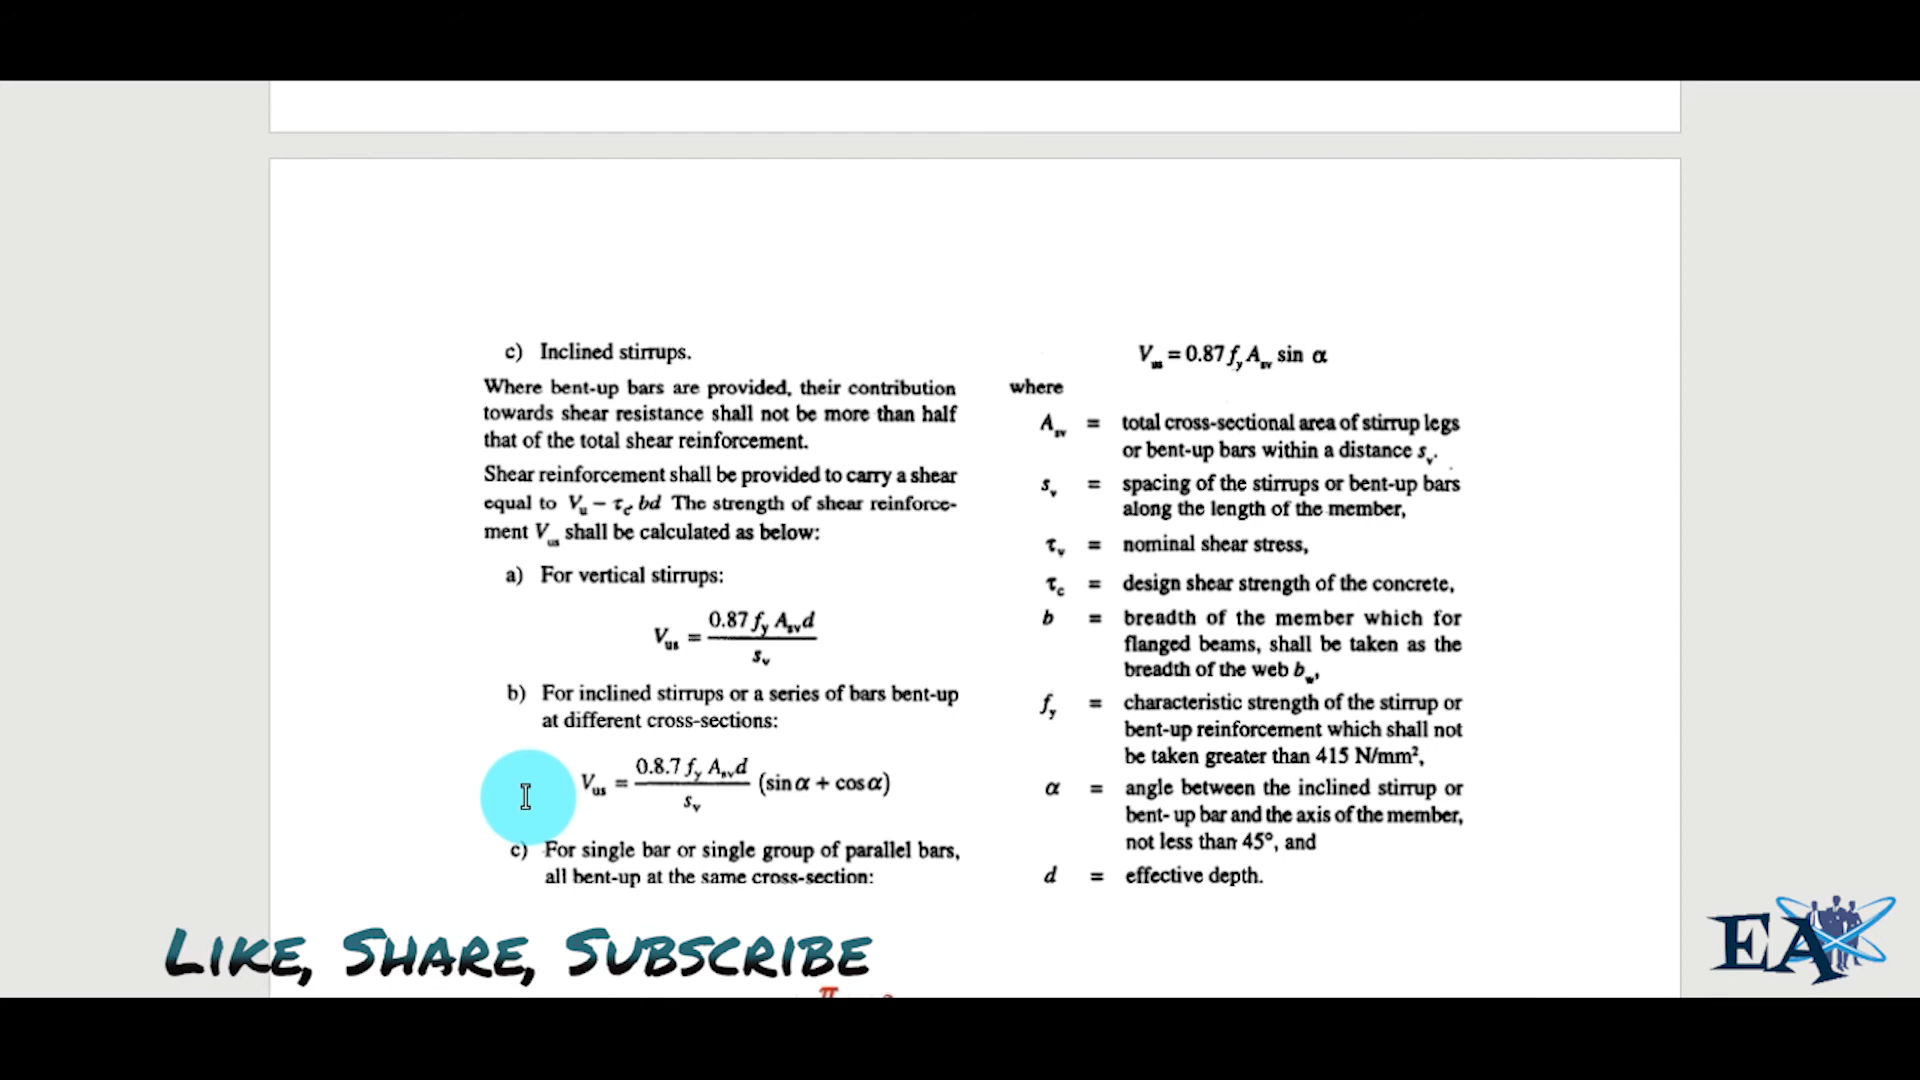 c) Inclined stirrups.
Where bent-up bars are provided, their contribution
towards shear resistance shall not be more than half
that of the total shear reinforcement.
Shear reinforcement shall be provided to carry a shear
equal to V_u − τ_c bd The strength of shear reinforce-
ment V_us shall be calculated as below:
a) For vertical stirrups:
V_us = 0.87 f_y A_sv d / s_v
b) For inclined stirrups or a series of bars bent-up
at different cross-sections:
V_us = 0.8.7 f_y A_sv d / s_v (sin α + cos α)
c) For single bar or single group of parallel bars,
all bent-up at the same cross-section:
V_us = 0.87 f_y A_sv sin α
where
A_sv = total cross-sectional area of stirrup legs
or bent-up bars within a distance s_v.
s_v = spacing of the stirrups or bent-up bars
along the length of the member,
τ_v = nominal shear stress,
τ_c = design shear strength of the concrete,
b = breadth of the member which for
flanged beams, shall be taken as the
breadth of the web b_w,
f_y = characteristic strength of the stirrup or
bent-up reinforcement which shall not
be taken greater than 415 N/mm²,
α = angle between the inclined stirrup or
bent- up bar and the axis of the member,
not less than 45°, and
d = effective depth.
LIKE, SHARE, SUBSCRIBE
EA